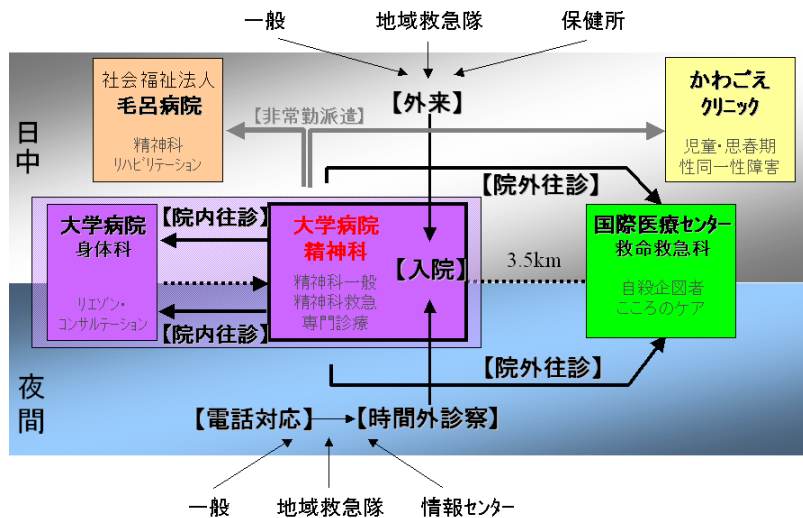 一般
地域救急隊
保健所
社会福祉法人
毛呂病院
精神科
リハビリテーション
【非常勤派遣】
【外来】
かわごえ
クリニック
児童・思春期
性同一性障害
日中
【院外往診】
大学病院
身体科
リエゾン・
コンサルテーション
【院内往診】
【院内往診】
大学病院
精神科
精神科一般
精神科救急
専門診療
【入院】
3.5km
国際医療センター
救命救急科
自殺企図者
こころのケア
夜間
【院外往診】
【電話対応】
【時間外診察】
一般
地域救急隊
情報センター